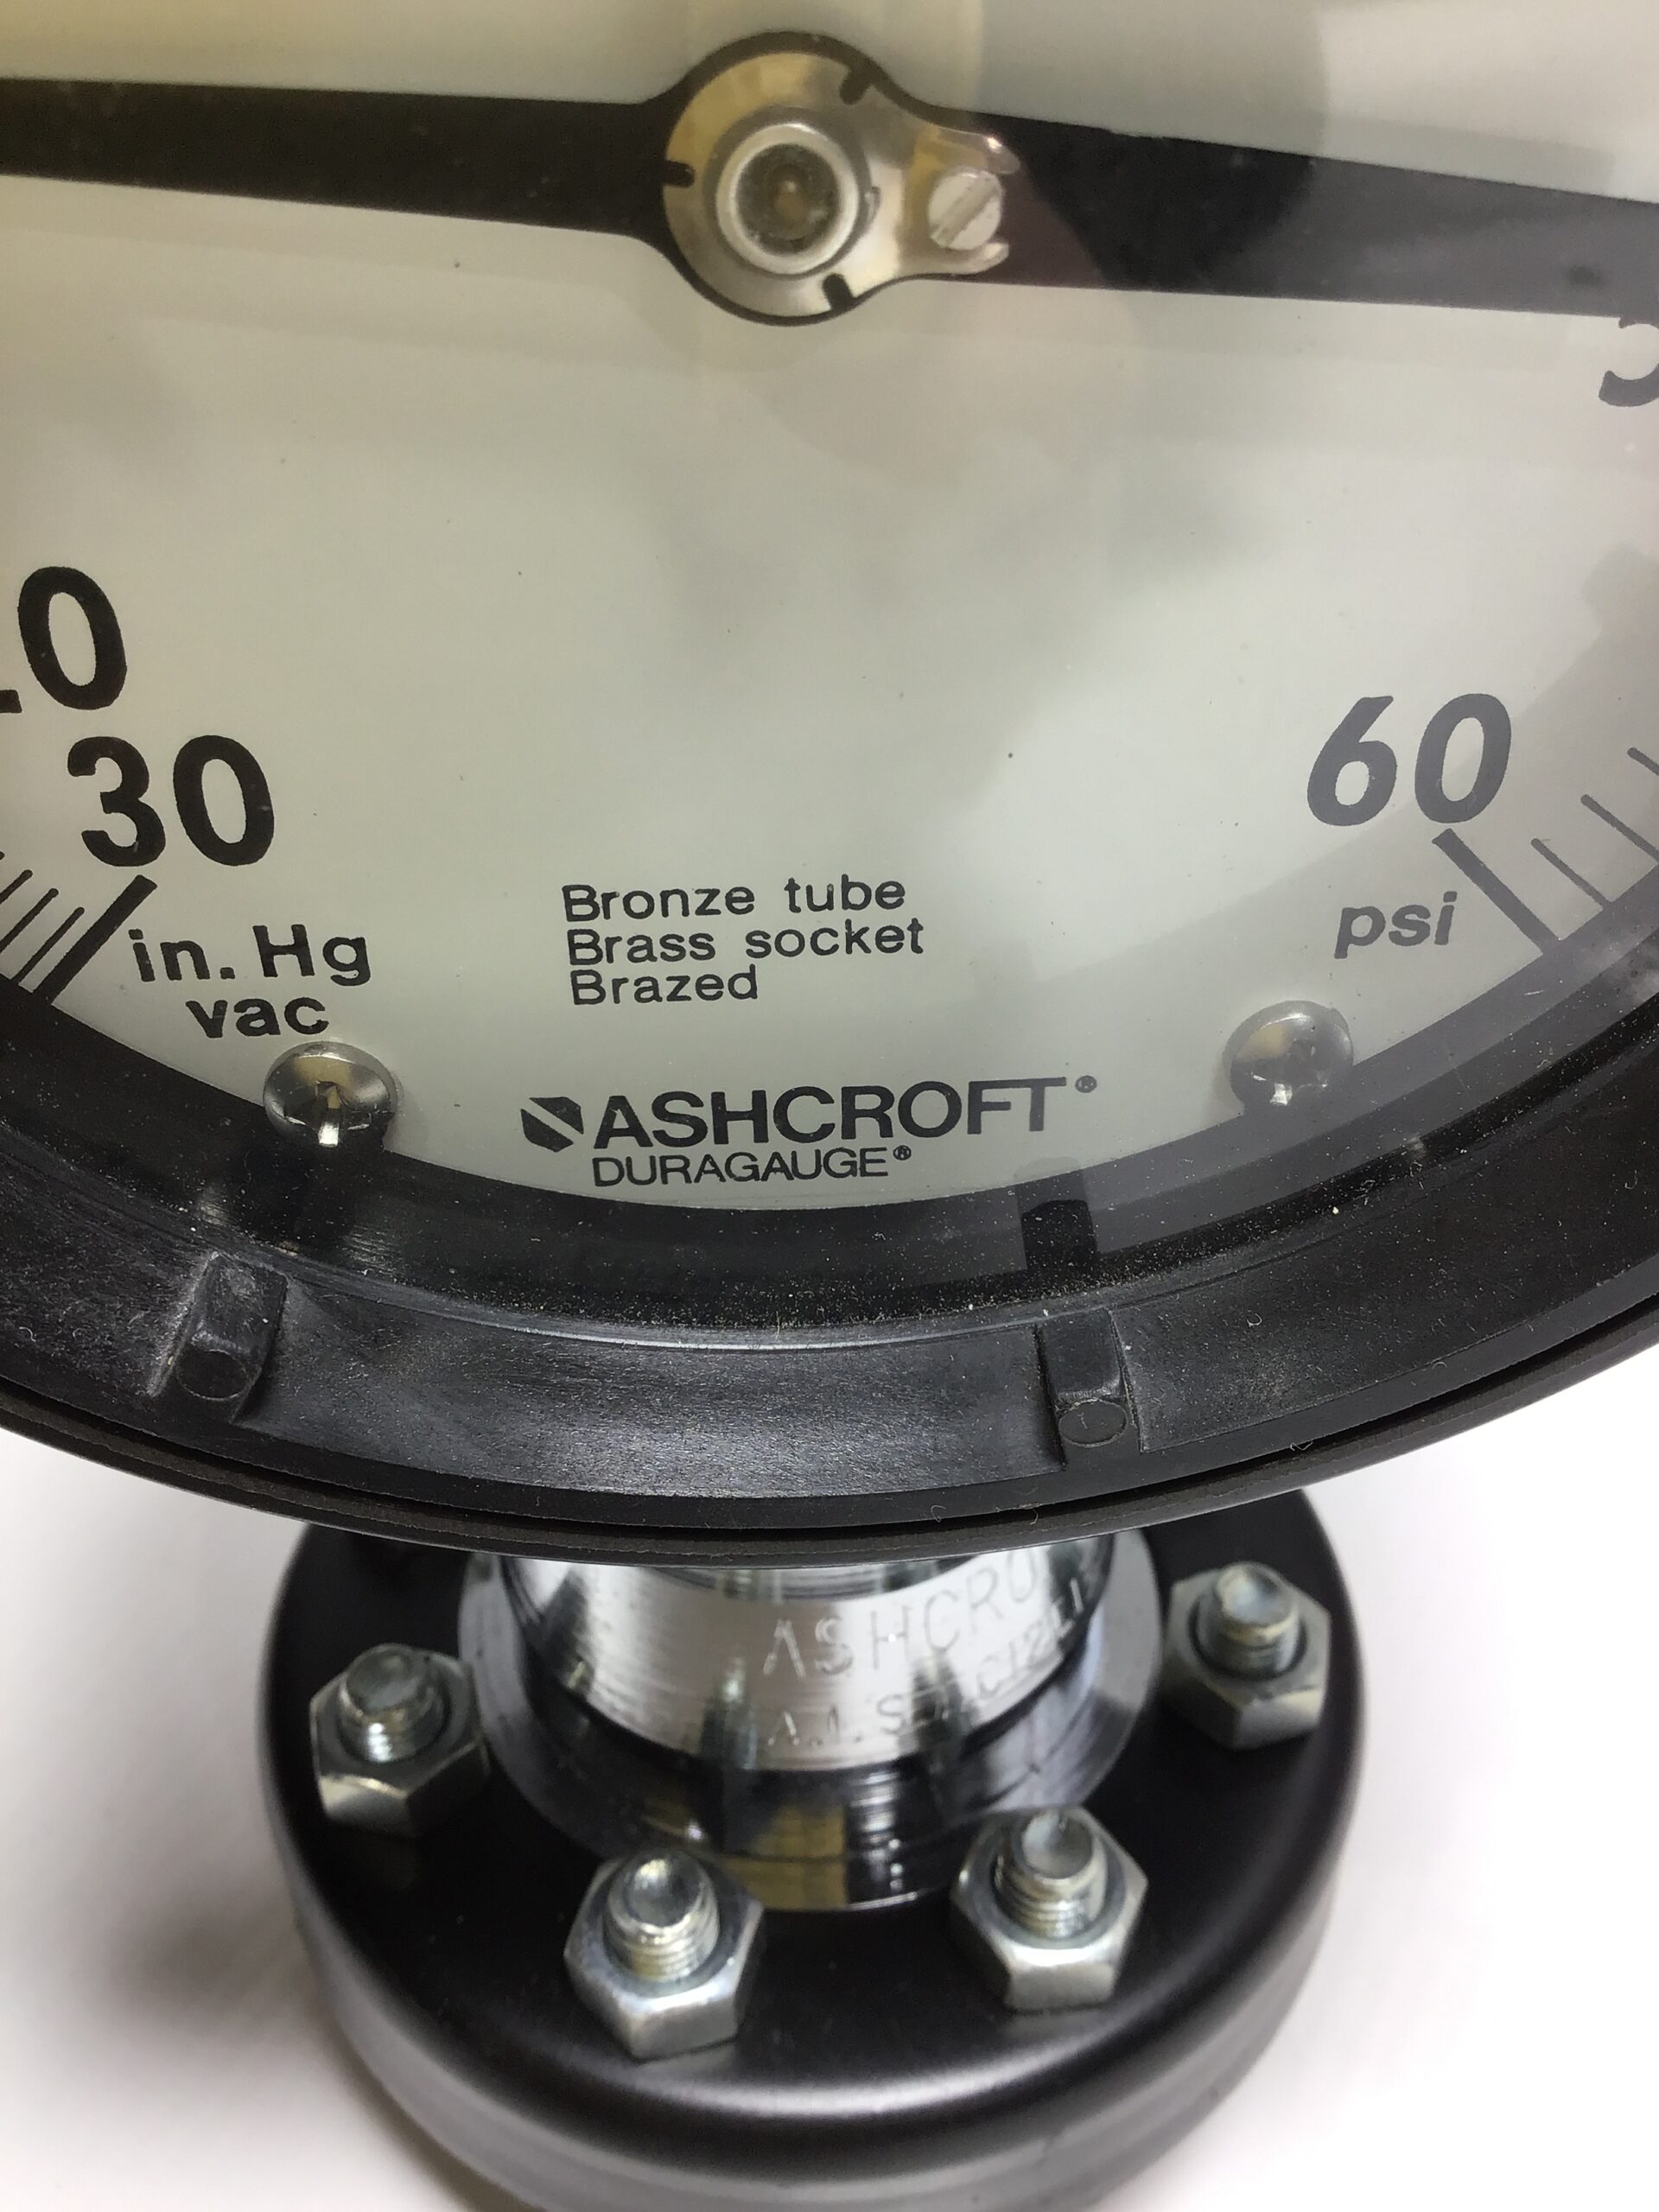 30
in. Hg
vac
60
psi
Bronze tube
Brass socket
Brazed
ASHCROFT®
DURAGAUGE®